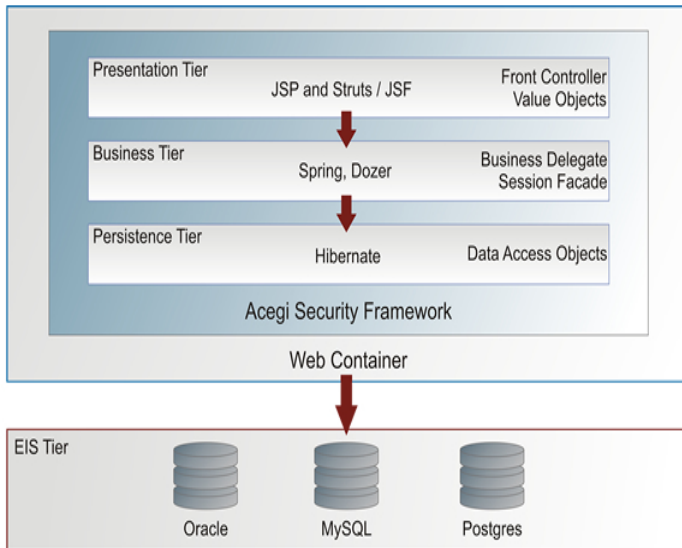 Presentation Tier
JSP and Struts / JSF
Front Controller
Value Objects
Business Tier
Spring, Dozer
Business Delegate
Session Facade
Persistence Tier
Hibernate
Data Access Objects
Acegi Security Framework
Web Container
EIS Tier
Oracle
MySQL
Postgres